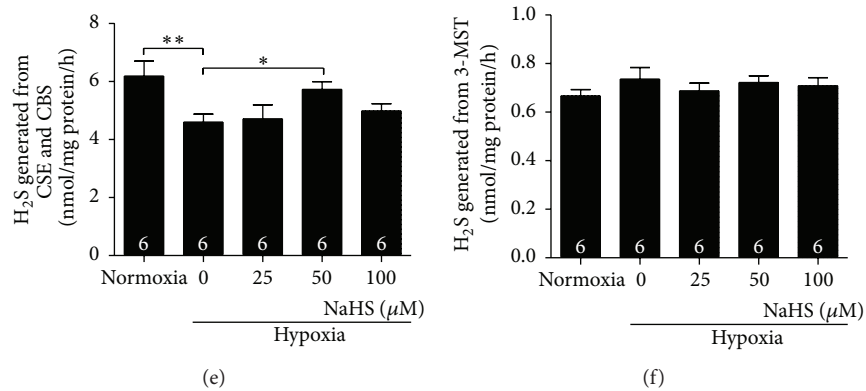 H₂S generated from
CSE and CBS
(nmol/mg protein/h)
8
6
4
2
0
**
*
6 6 6 6 6
Normoxia 0 25 50 100
NaHS (μM)
Hypoxia
(e)
H₂S generated from 3-MST
(nmol/mg protein/h)
1.0
0.8
0.6
0.4
0.2
0.0
6 6 6 6 6
Normoxia 0 25 50 100
NaHS (μM)
Hypoxia
(f)